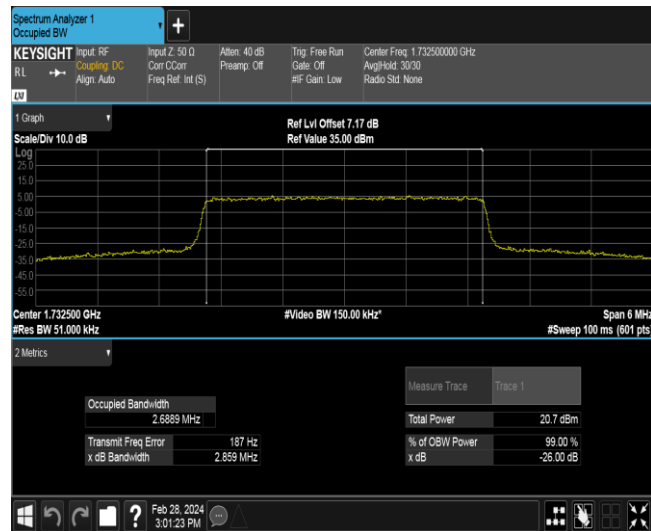 Spectrum Analyzer 1
Occupied BW
+
KEYSIGHT
RL
LXI
Input: RF
Coupling: DC
Align: Auto
Input Z: 50 Ω
Corr CCorr
Freq Ref: Int (S)
Atten: 40 dB
Preamp: Off
Trig: Free Run
Gate: Off
#IF Gain: Low
Center Freq: 1.732500000 GHz
Avg|Hold: 30/30
Radio Std: None
1 Graph
Scale/Div 10.0 dB
Ref Lvl Offset 7.17 dB
Ref Value 35.00 dBm
Log
25.0
15.0
5.00
-5.00
-15.0
-25.0
-35.0
-45.0
-55.0
Center 1.732500 GHz
#Res BW 51.000 kHz
#Video BW 150.00 kHz*
Span 6 MHz
#Sweep 100 ms (601 pts)
2 Metrics
Measure Trace
Trace 1
Occupied Bandwidth
2.6889 MHz
Total Power
20.7 dBm
Transmit Freq Error
187 Hz
% of OBW Power
99.00 %
x dB Bandwidth
2.859 MHz
x dB
-26.00 dB
?
Feb 28, 2024
3:01:23 PM